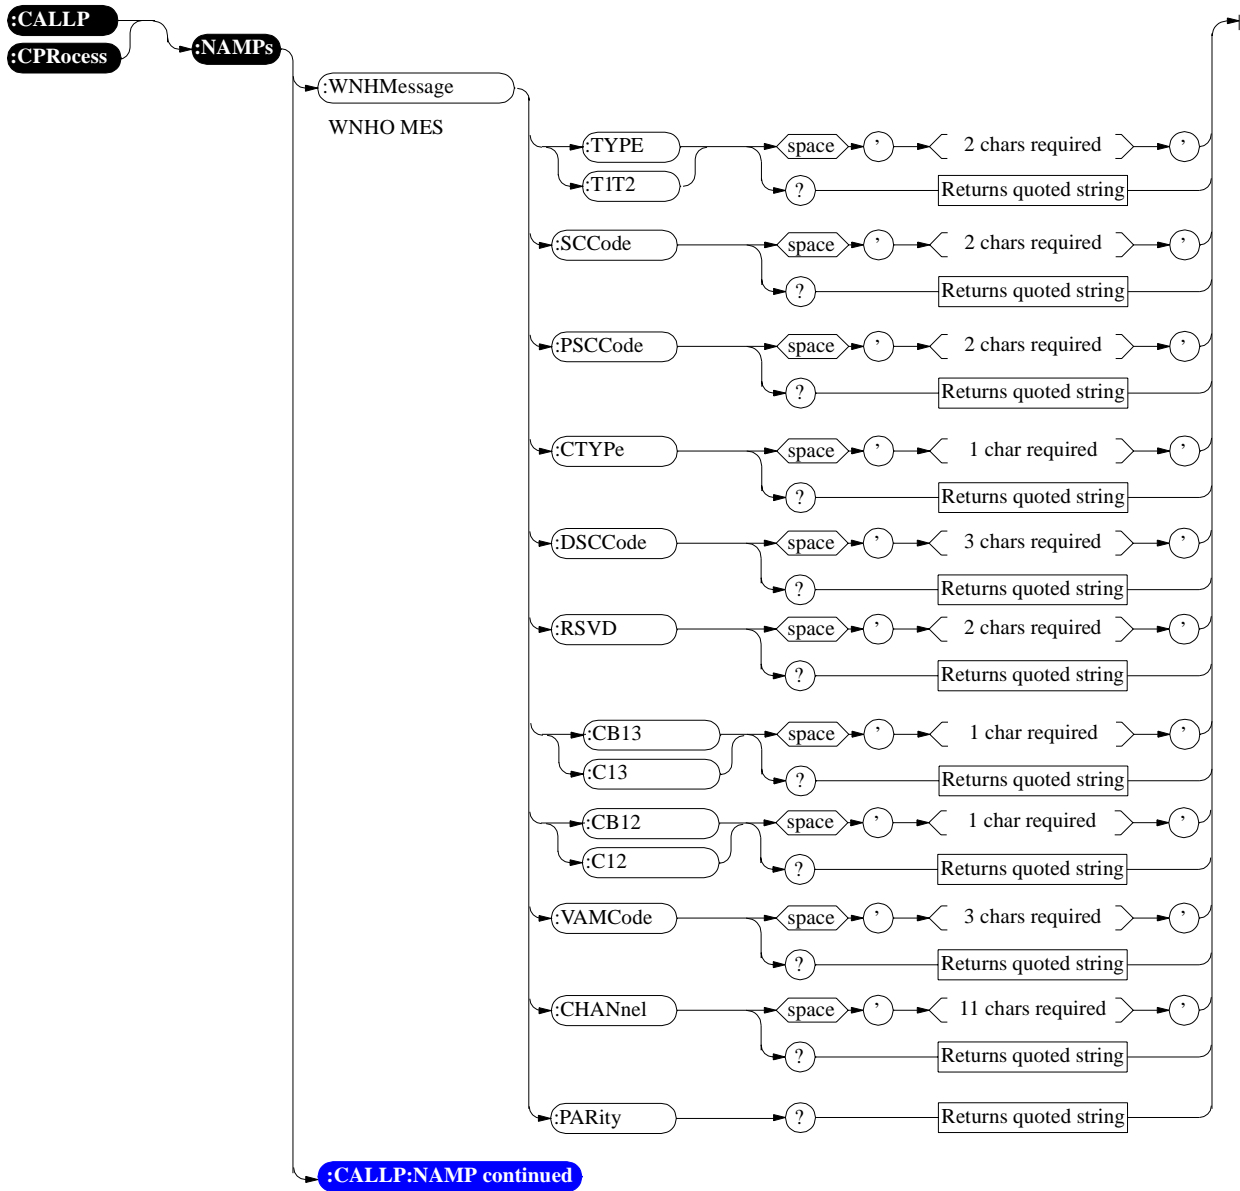 :CALLP
:CPRocess
:NAMPs
:WNHMessage
WNHO MES
:TYPE space ’ 2 chars required ’
:T1T2 ? Returns quoted string
:SCCode space ’ 2 chars required ’
? Returns quoted string
:PSCCode space ’ 2 chars required ’
? Returns quoted string
:CTYPe space ’ 1 char required ’
? Returns quoted string
:DSCCode space ’ 3 chars required ’
? Returns quoted string
:RSVD space ’ 2 chars required ’
? Returns quoted string
:CB13 space ’ 1 char required ’
:C13 ? Returns quoted string
:CB12 space ’ 1 char required ’
:C12 ? Returns quoted string
:VAMCode space ’ 3 chars required ’
? Returns quoted string
:CHANnel space ’ 11 chars required ’
? Returns quoted string
:PARity ? Returns quoted string
:CALLP:NAMP continued